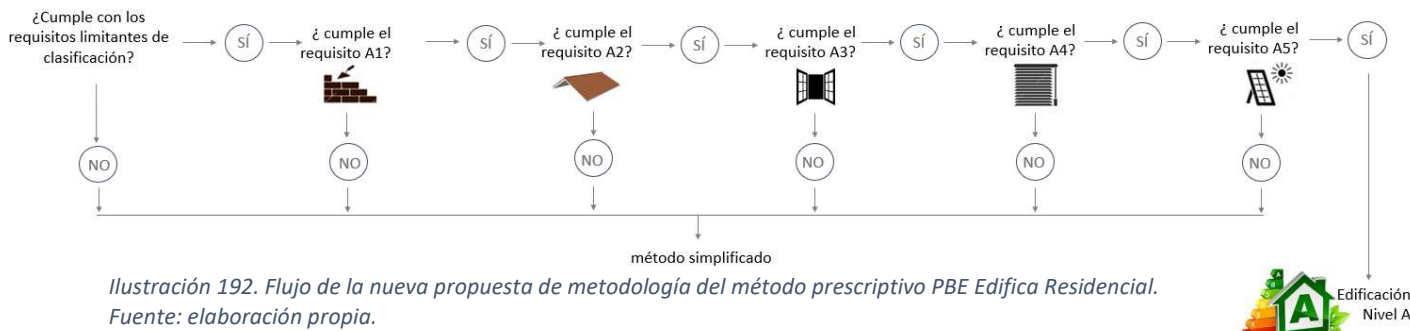 ¿Cumple con los
requisitos limitantes de
clasificación?
SÍ
¿ cumple el
requisito A1?
SÍ
¿ cumple el
requisito A2?
SÍ
¿ cumple el
requisito A3?
SÍ
¿ cumple el
requisito A4?
SÍ
¿ cumple el
requisito A5?
SÍ
NO
NO
NO
NO
NO
NO
método simplificado
Ilustración 192. Flujo de la nueva propuesta de metodología del método prescriptivo PBE Edifica Residencial.
Fuente: elaboración propia.
A
Edificación
Nivel A